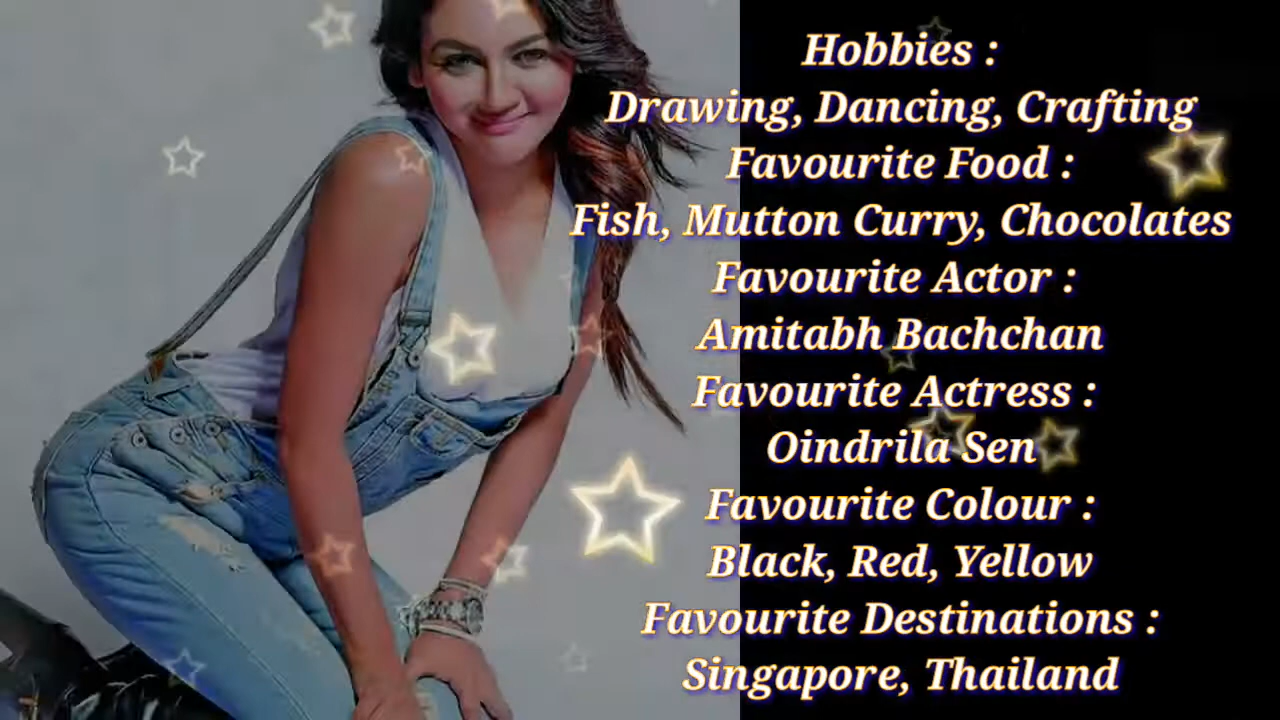 Hobbies :
Drawing, Dancing, Crafting
Favourite Food :
Fish, Mutton Curry, Chocolates
Favourite Actor :
Amitabh Bachchan
Favourite Actress :
Oindrila Sen
Favourite Colour :
Black, Red, Yellow
Favourite Destinations :
Singapore, Thailand